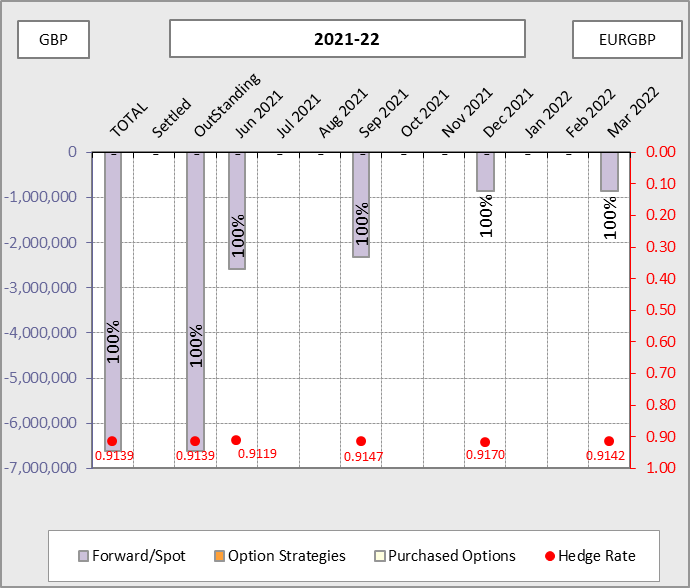 GBP
2021-22
EURGBP
TOTAL
Settled
OutStanding
Jun 2021
Jul 2021
Aug 2021
Sep 2021
Oct 2021
Nov 2021
Dec 2021
Jan 2022
Feb 2022
Mar 2022
0
-1,000,000
-2,000,000
-3,000,000
-4,000,000
-5,000,000
-6,000,000
-7,000,000
100%
100%
100%
100%
100%
100%
0.9139
0.9139
0.9119
0.9147
0.9170
0.9142
0.00
0.10
0.20
0.30
0.40
0.50
0.60
0.70
0.80
0.90
1.00
Forward/Spot
Option Strategies
Purchased Options
Hedge Rate